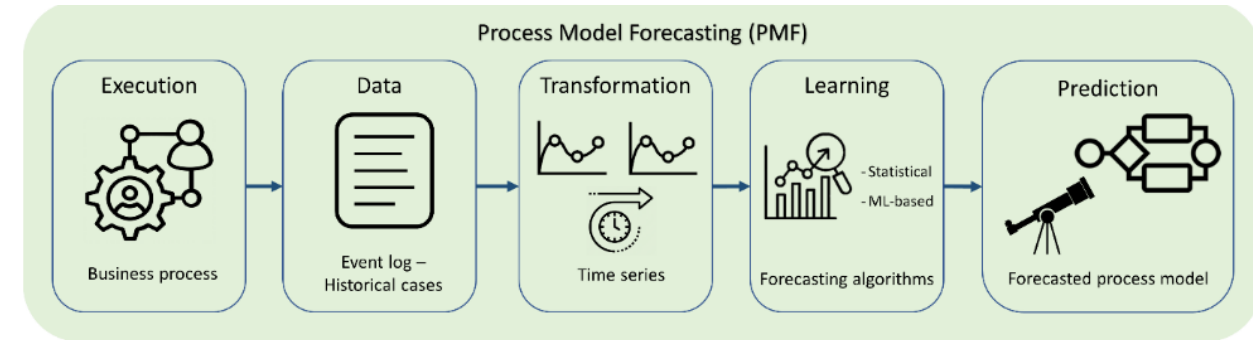 Process Model Forecasting (PMF)
Execution
Business process
Data
Event log –
Historical cases
Transformation
Time series
Learning
- Statistical
- ML-based
Forecasting algorithms
Prediction
Forecasted process model